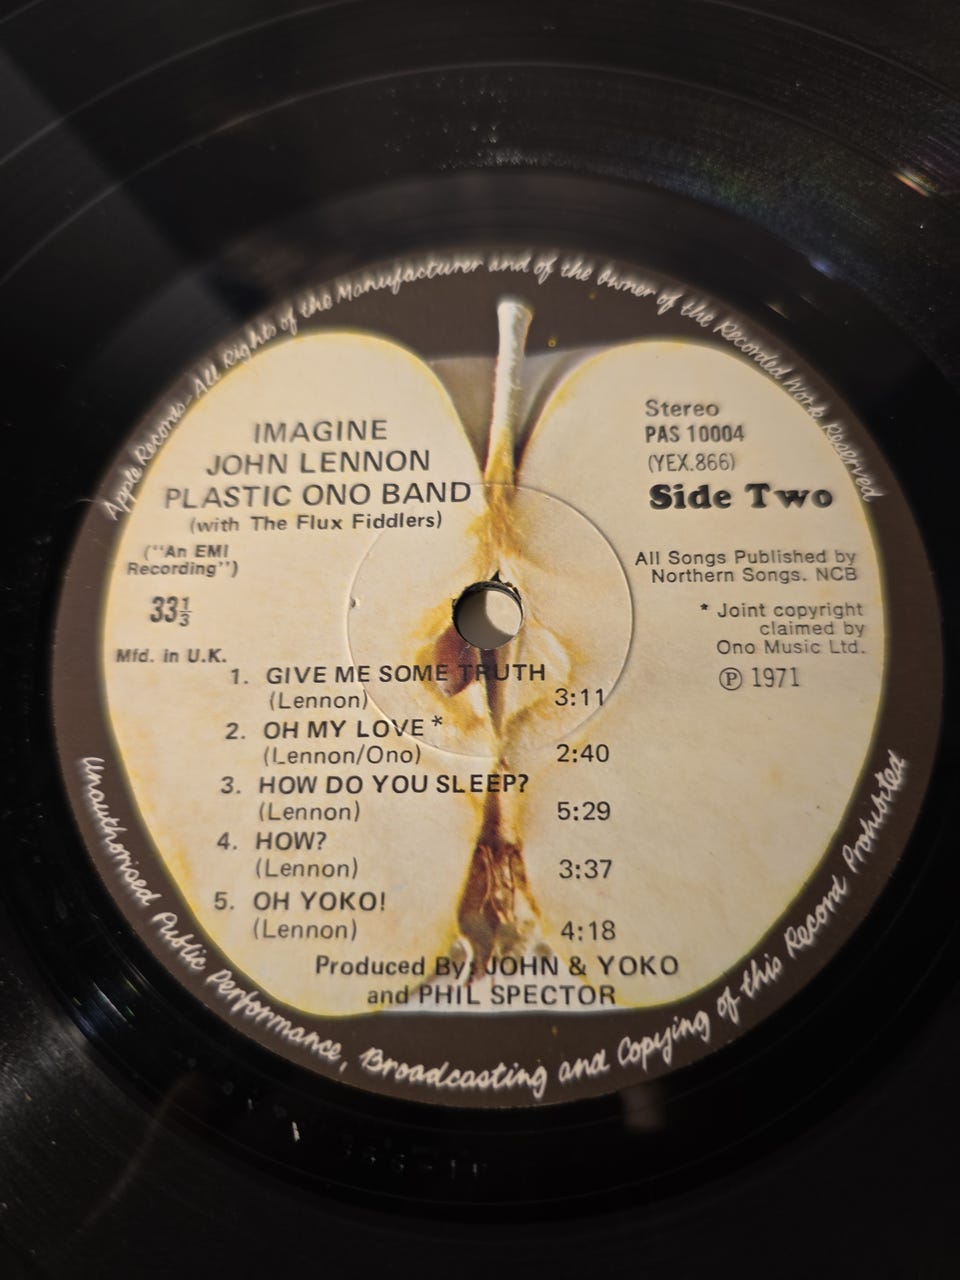 Apple Records - All Rights of the Manufacturer and of the Owner of the Recorded Work Reserved
IMAGINE
JOHN LENNON
PLASTIC ONO BAND
(with The Flux Fiddlers)
("An EMI
Recording")
33⅓
Mfd. in U.K.
Stereo
PAS 10004
(YEX.866)
Side Two
All Songs Published by
Northern Songs. NCB
* Joint copyright
claimed by
Ono Music Ltd.
℗ 1971
1. GIVE ME SOME TRUTH
(Lennon) 3:11
2. OH MY LOVE *
(Lennon/Ono) 2:40
3. HOW DO YOU SLEEP?
(Lennon) 5:29
4. HOW?
(Lennon) 3:37
5. OH YOKO!
(Lennon) 4:18
Produced By: JOHN & YOKO
and PHIL SPECTOR
Unauthorised Public Performance, Broadcasting and Copying of this Record Prohibited